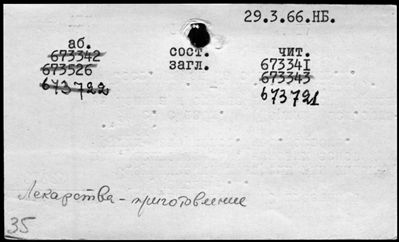 29.3.66.НБ.
аб. сост. чит.
673342 загл. 673341
673526 673343
673722 673721
Лекарства - приготовление
35